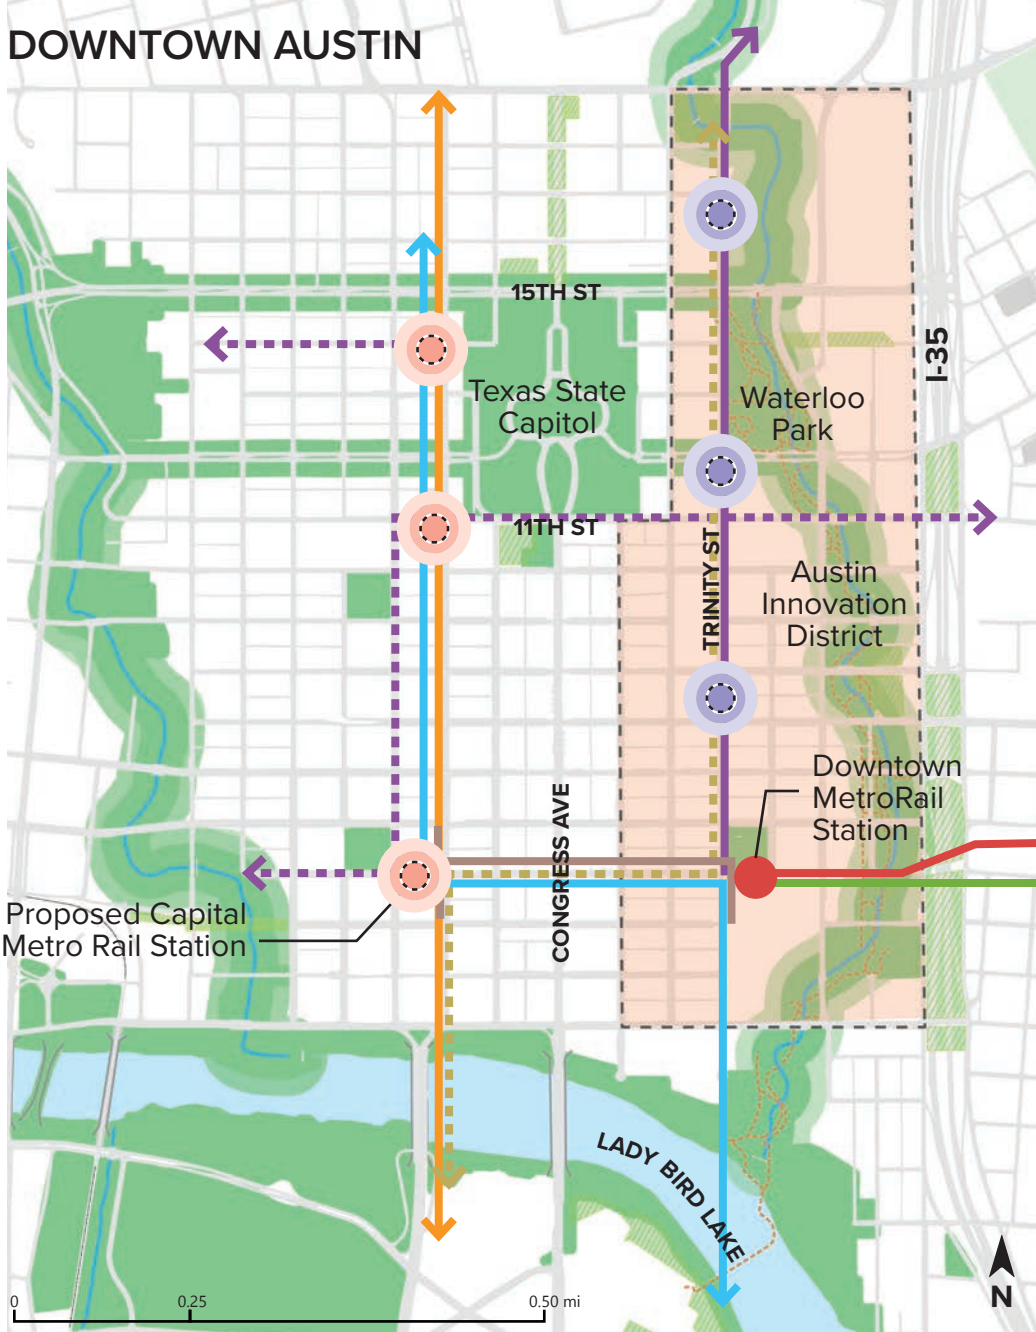 DOWNTOWN AUSTIN
15TH ST
I-35
Texas State
Capitol
Waterloo
Park
11TH ST
TRINITY ST
Austin
Innovation
District
Downtown
MetroRail
Station
CONGRESS AVE
Proposed Capital
Metro Rail Station
LADY BIRD LAKE
N
0 0.25 0.50 mi